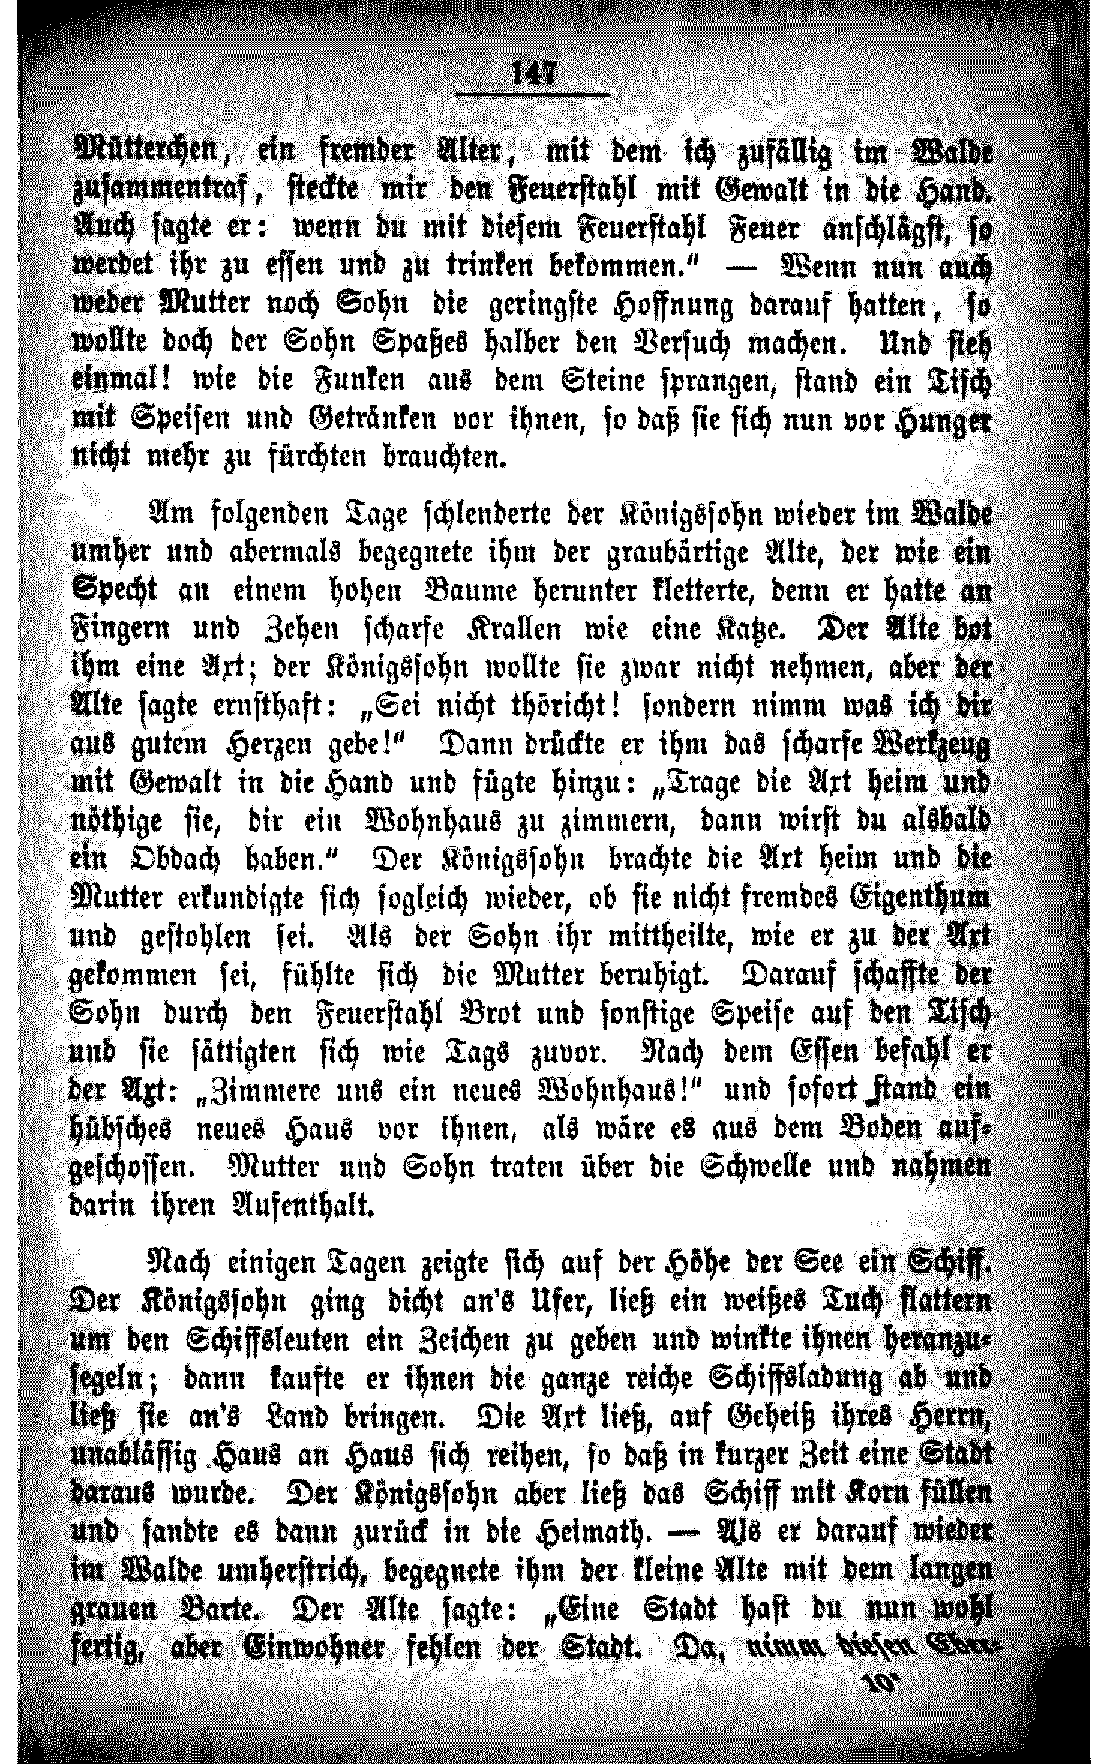 147
Mütterchen, ein fremder Alter, mit dem ich zufällig im Walde
zusammentraf, steckte mir den Feuerstahl mit Gewalt in die Hand.
Auch sagte er: wenn du mit diesem Feuerstahl Feuer anschlägst, so
werdet ihr zu essen und zu trinken bekommen.“ — Wenn nun auch
weder Mutter noch Sohn die geringste Hoffnung darauf hatten, so
wollte doch der Sohn Spaßes halber den Versuch machen. Und sieh
einmal! wie die Funken aus dem Steine sprangen, stand ein Tisch
mit Speisen und Getränken vor ihnen, so daß sie sich nun vor Hunger
nicht mehr zu fürchten brauchten.
Am folgenden Tage schlenderte der Königssohn wieder im Walde
umher und abermals begegnete ihm der graubärtige Alte, der wie ein
Specht an einem hohen Baume herunter kletterte, denn er hatte an
Fingern und Zehen scharfe Krallen wie eine Katze. Der Alte bot
ihm eine Axt; der Königssohn wollte sie zwar nicht nehmen, aber der
Alte sagte ernsthaft: „Sei nicht thöricht! sondern nimm was ich dir
aus gutem Herzen gebe!“ Dann drückte er ihm das scharfe Werkzeug
mit Gewalt in die Hand und fügte hinzu: „Trage die Axt heim und
nöthige sie, dir ein Wohnhaus zu zimmern, dann wirst du alsbald
ein Obdach haben.“ Der Königssohn brachte die Axt heim und die
Mutter erkundigte sich sogleich wieder, ob sie nicht fremdes Eigenthum
und gestohlen sei. Als der Sohn ihr mittheilte, wie er zu der Axt
gekommen sei, fühlte sich die Mutter beruhigt. Darauf schaffte der
Sohn durch den Feuerstahl Brot und sonstige Speise auf den Tisch
und sie sättigten sich wie Tags zuvor. Nach dem Essen befahl er
der Axt: „Zimmere uns ein neues Wohnhaus!“ und sofort stand ein
hübsches neues Haus vor ihnen, als wäre es aus dem Boden auf-
geschossen. Mutter und Sohn traten über die Schwelle und nahmen
darin ihren Aufenthalt.
Nach einigen Tagen zeigte sich auf der Höhe der See ein Schiff.
Der Königssohn ging dicht an's Ufer, ließ ein weißes Tuch flattern
um den Schiffsleuten ein Zeichen zu geben und winkte ihnen heranzu-
segeln; dann kaufte er ihnen die ganze reiche Schiffsladung ab und
ließ sie an's Land bringen. Die Axt ließ, auf Geheiß ihres Herrn,
unablässig Haus an Haus sich reihen, so daß in kurzer Zeit eine Stadt
daraus wurde. Der Königssohn aber ließ das Schiff mit Korn füllen
und sandte es dann zurück in die Heimath. — Als er darauf wieder
im Walde umherstrich, begegnete ihm der kleine Alte mit dem langen
grauen Barte. Der Alte sagte: „Eine Stadt hast du nun wohl
fertig, aber Einwohner fehlen der Stadt. Da, nimm diesen Eber-
10*